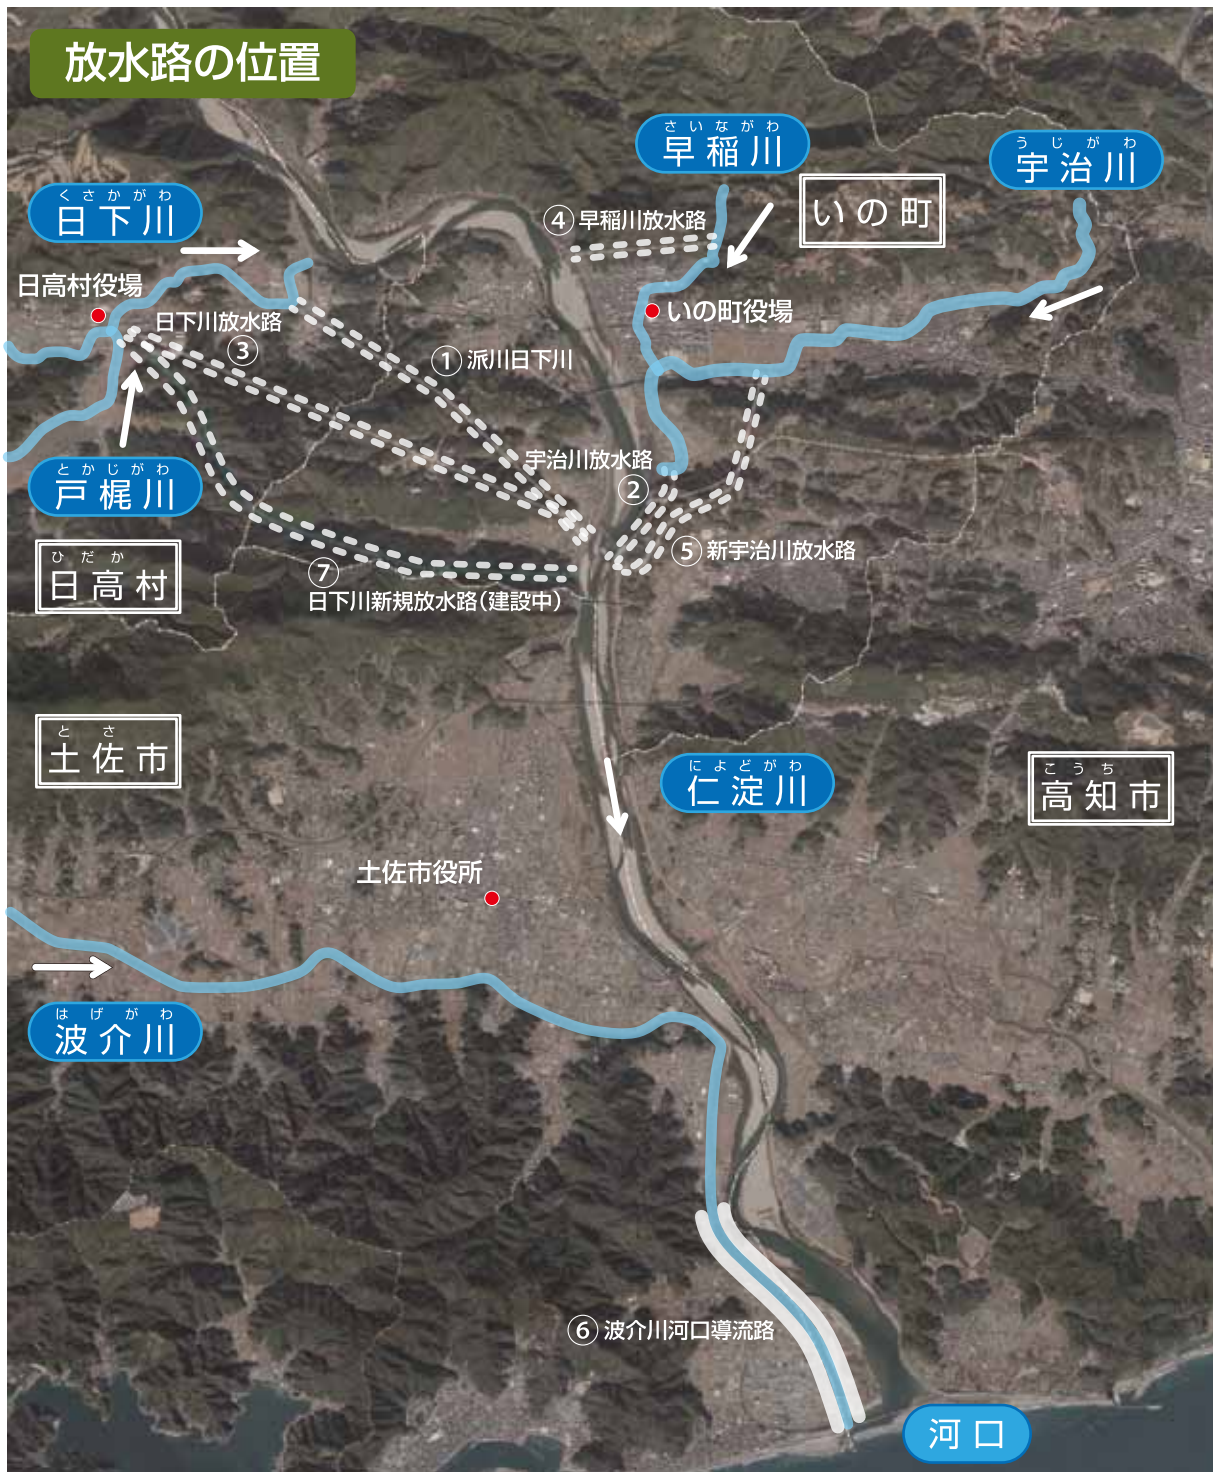 放水路の位置
さいながわ
早稲川
うじがわ
宇治川
いの町
くさかがわ
日下川
④早稲川放水路
日高村役場
いの町役場
日下川放水路
③
①派川日下川
とかじがわ
戸梶川
宇治川放水路
②
⑤新宇治川放水路
ひだか
日高村
⑦
日下川新規放水路(建設中)
とさ
土佐市
によどがわ
仁淀川
こうち
高知市
土佐市役所
はげがわ
波介川
⑥波介川河口導流路
河口